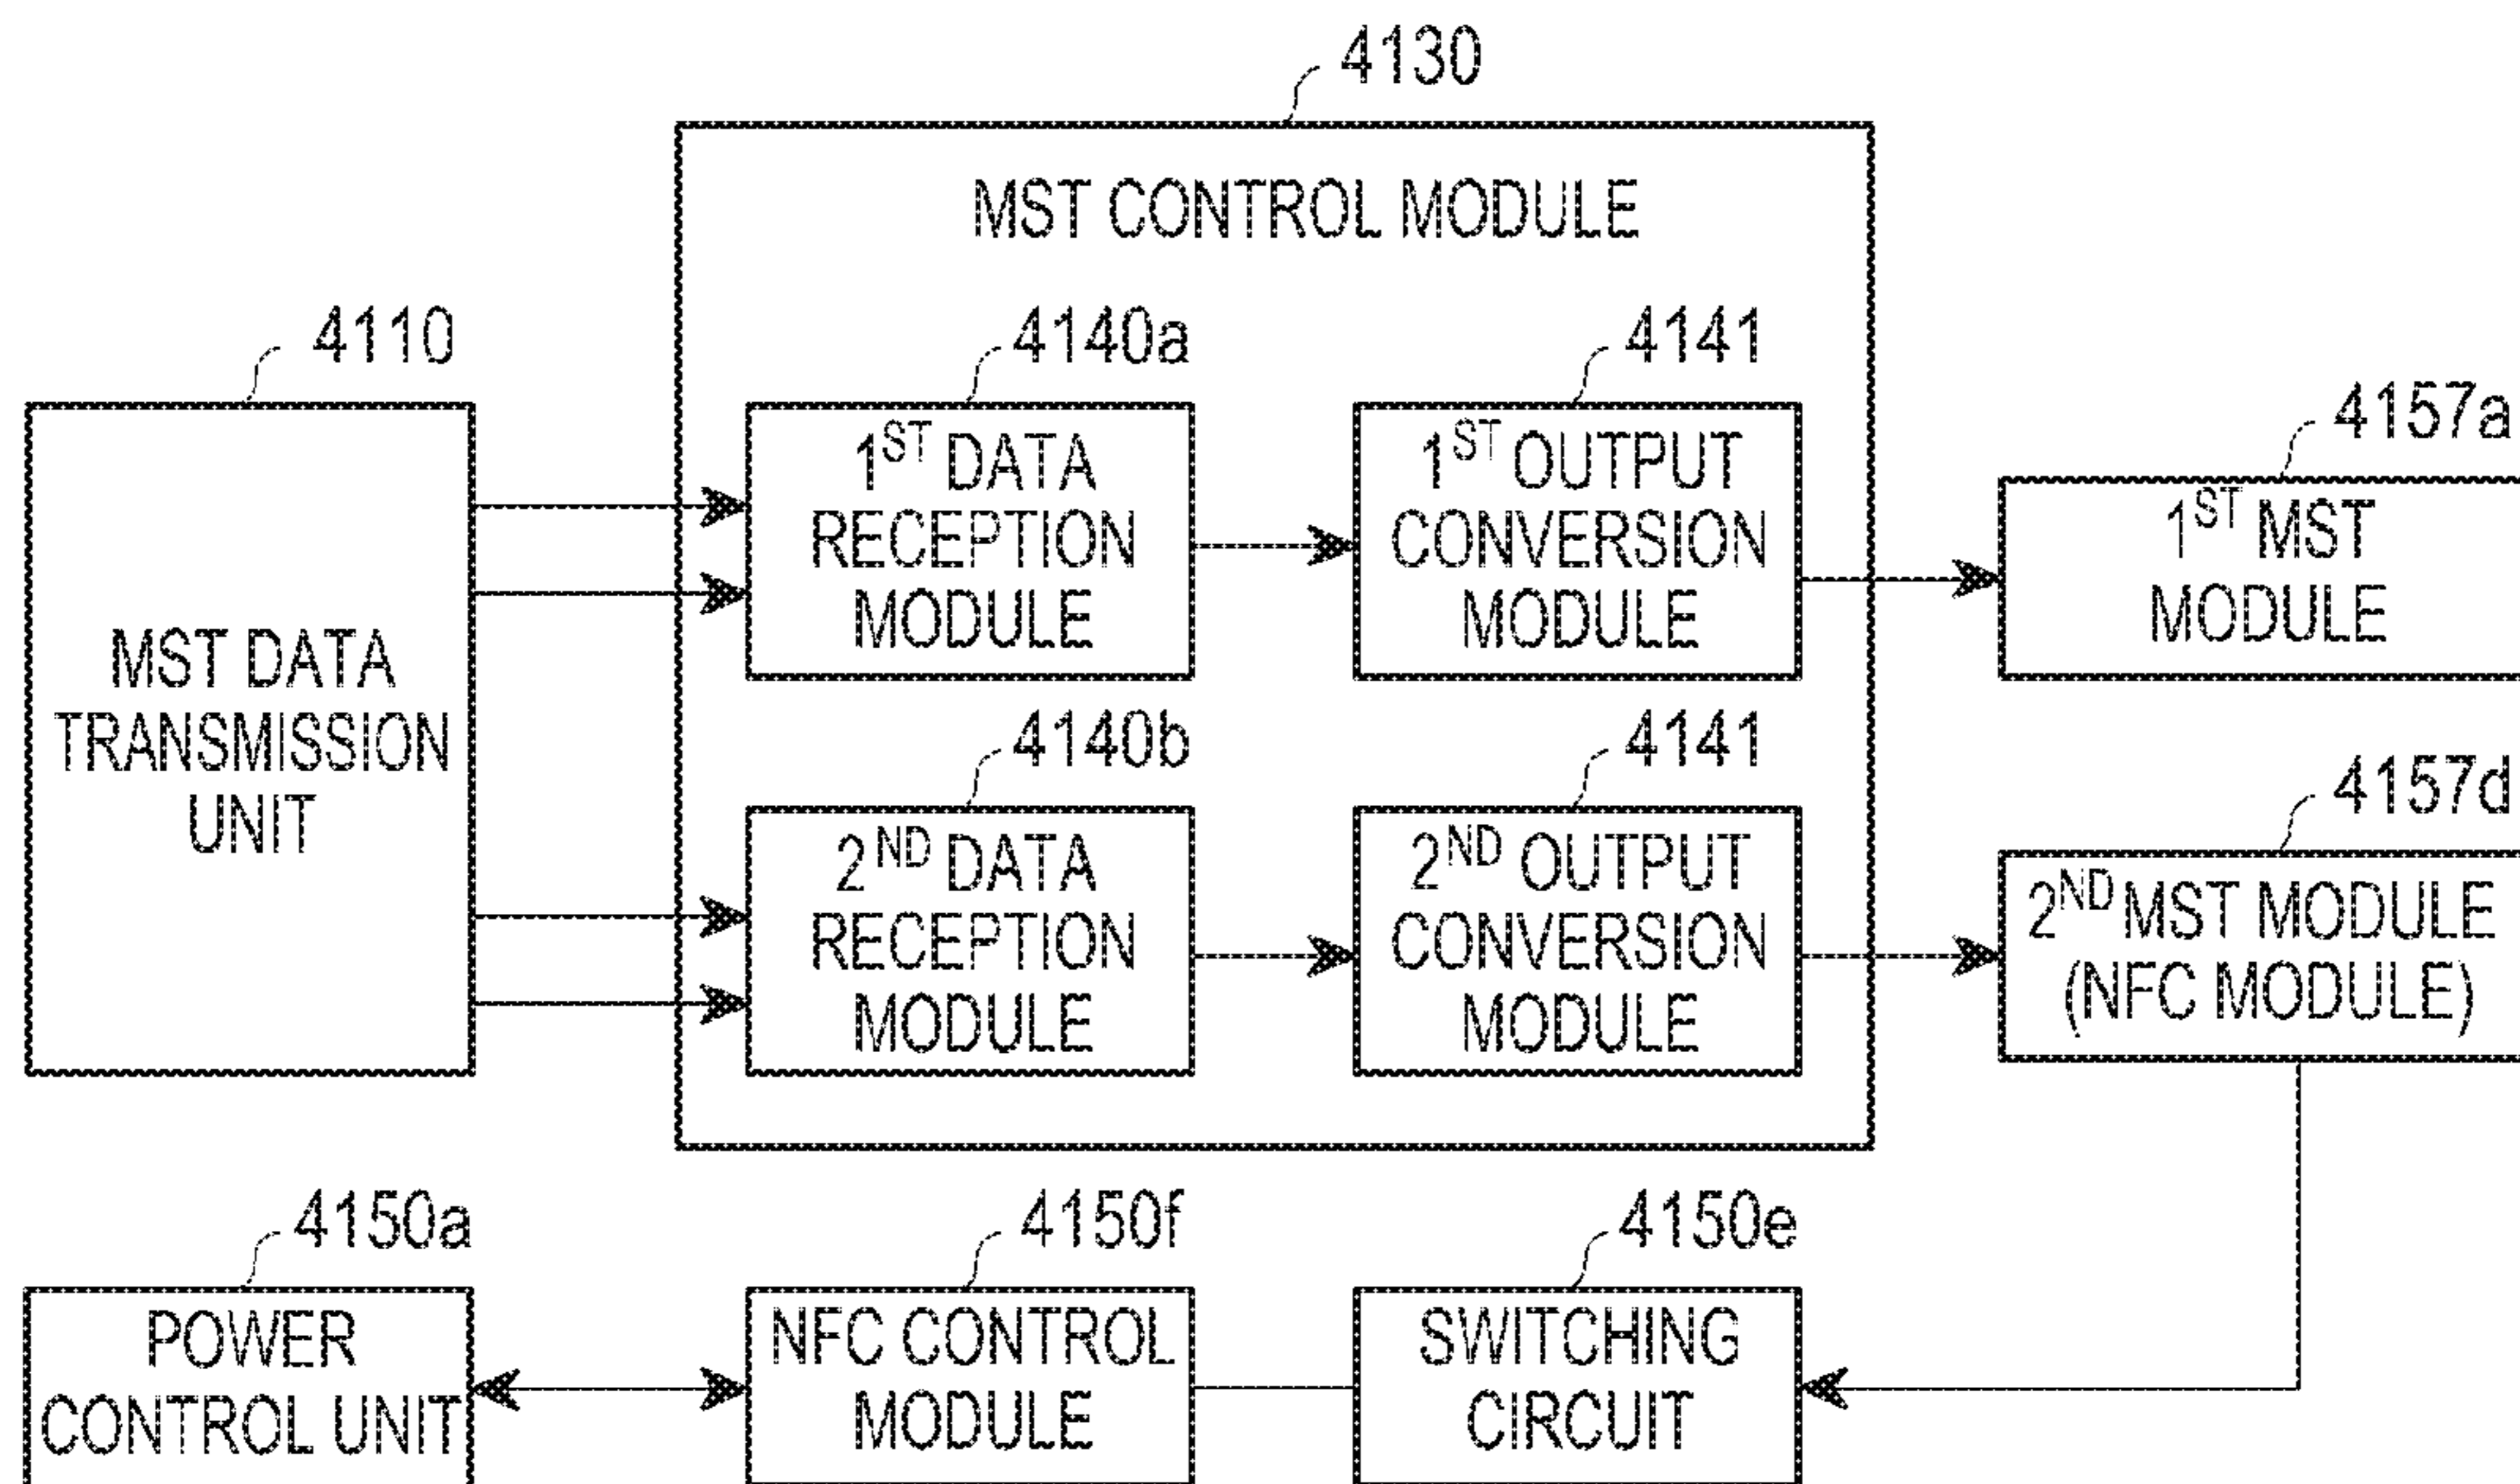 4130
MST CONTROL MODULE
4110
MST DATA
TRANSMISSION
UNIT
4140a
1ST DATA
RECEPTION
MODULE
4141
1ST OUTPUT
CONVERSION
MODULE
4157a
1ST MST
MODULE
4140b
2ND DATA
RECEPTION
MODULE
4141
2ND OUTPUT
CONVERSION
MODULE
4157d
2ND MST MODULE
(NFC MODULE)
4150a
POWER
CONTROL UNIT
4150f
NFC CONTROL
MODULE
4150e
SWITCHING
CIRCUIT